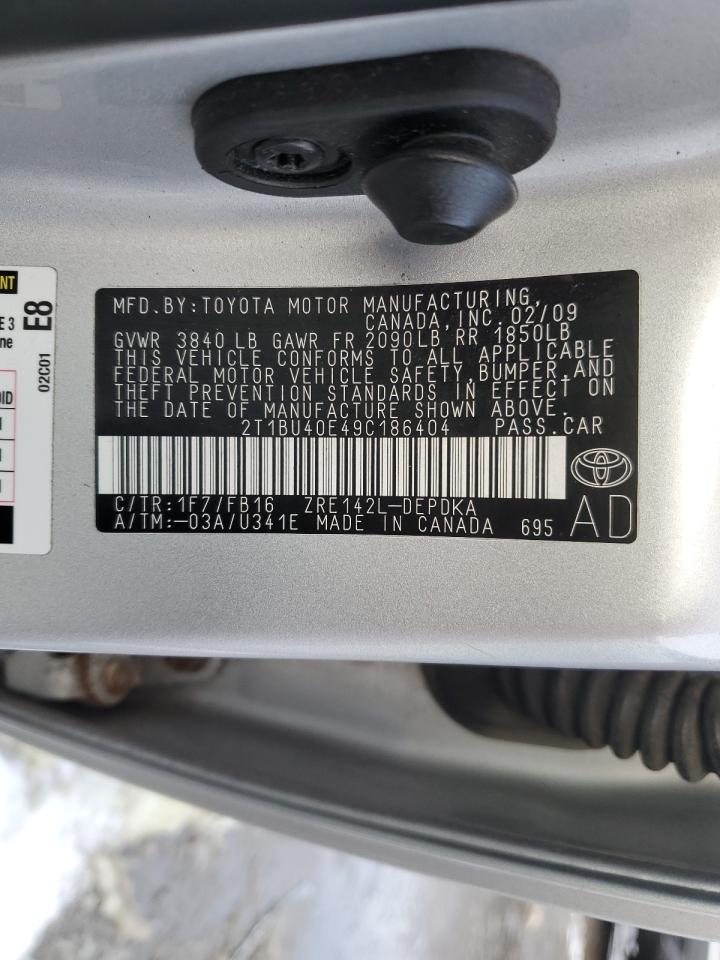 MFD.BY:TOYOTA MOTOR MANUFACTURING,
CANADA,INC. 02/09
GVWR 3840 LB GAWR FR 2090LB RR 1850LB
THIS VEHICLE CONFORMS TO ALL APPLICABLE
FEDERAL MOTOR VEHICLE SAFETY,BUMPER,AND
THEFT PREVENTION STANDARDS IN EFFECT ON
THE DATE OF MANUFACTURE SHOWN ABOVE.
2T1BU40E49C186404 PASS.CAR
C/TR:1F7/FB16 ZRE142L-DEPDKA
A/TM:-03A/U341E MADE IN CANADA 695
AD
E8
02C01